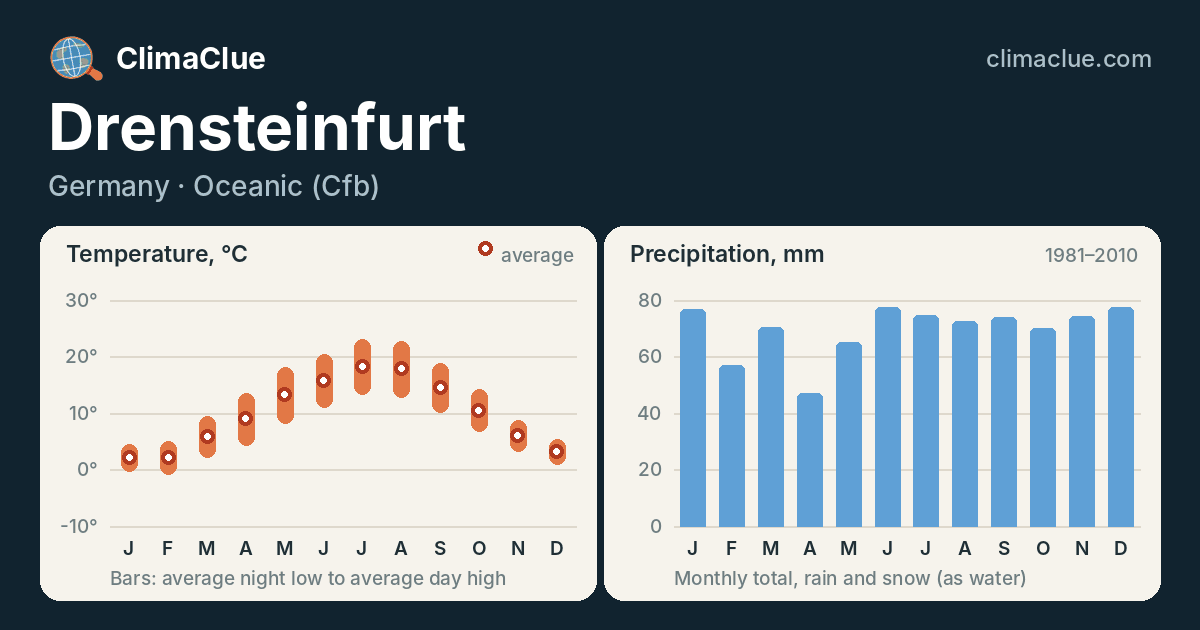 ClimaClue
climaclue.com
Drensteinfurt
Germany · Oceanic (Cfb)
Temperature, °C
average
30°
20°
10°
0°
-10°
J F M A M J J A S O N D
Bars: average night low to average day high
Precipitation, mm
1981–2010
80
60
40
20
0
J F M A M J J A S O N D
Monthly total, rain and snow (as water)